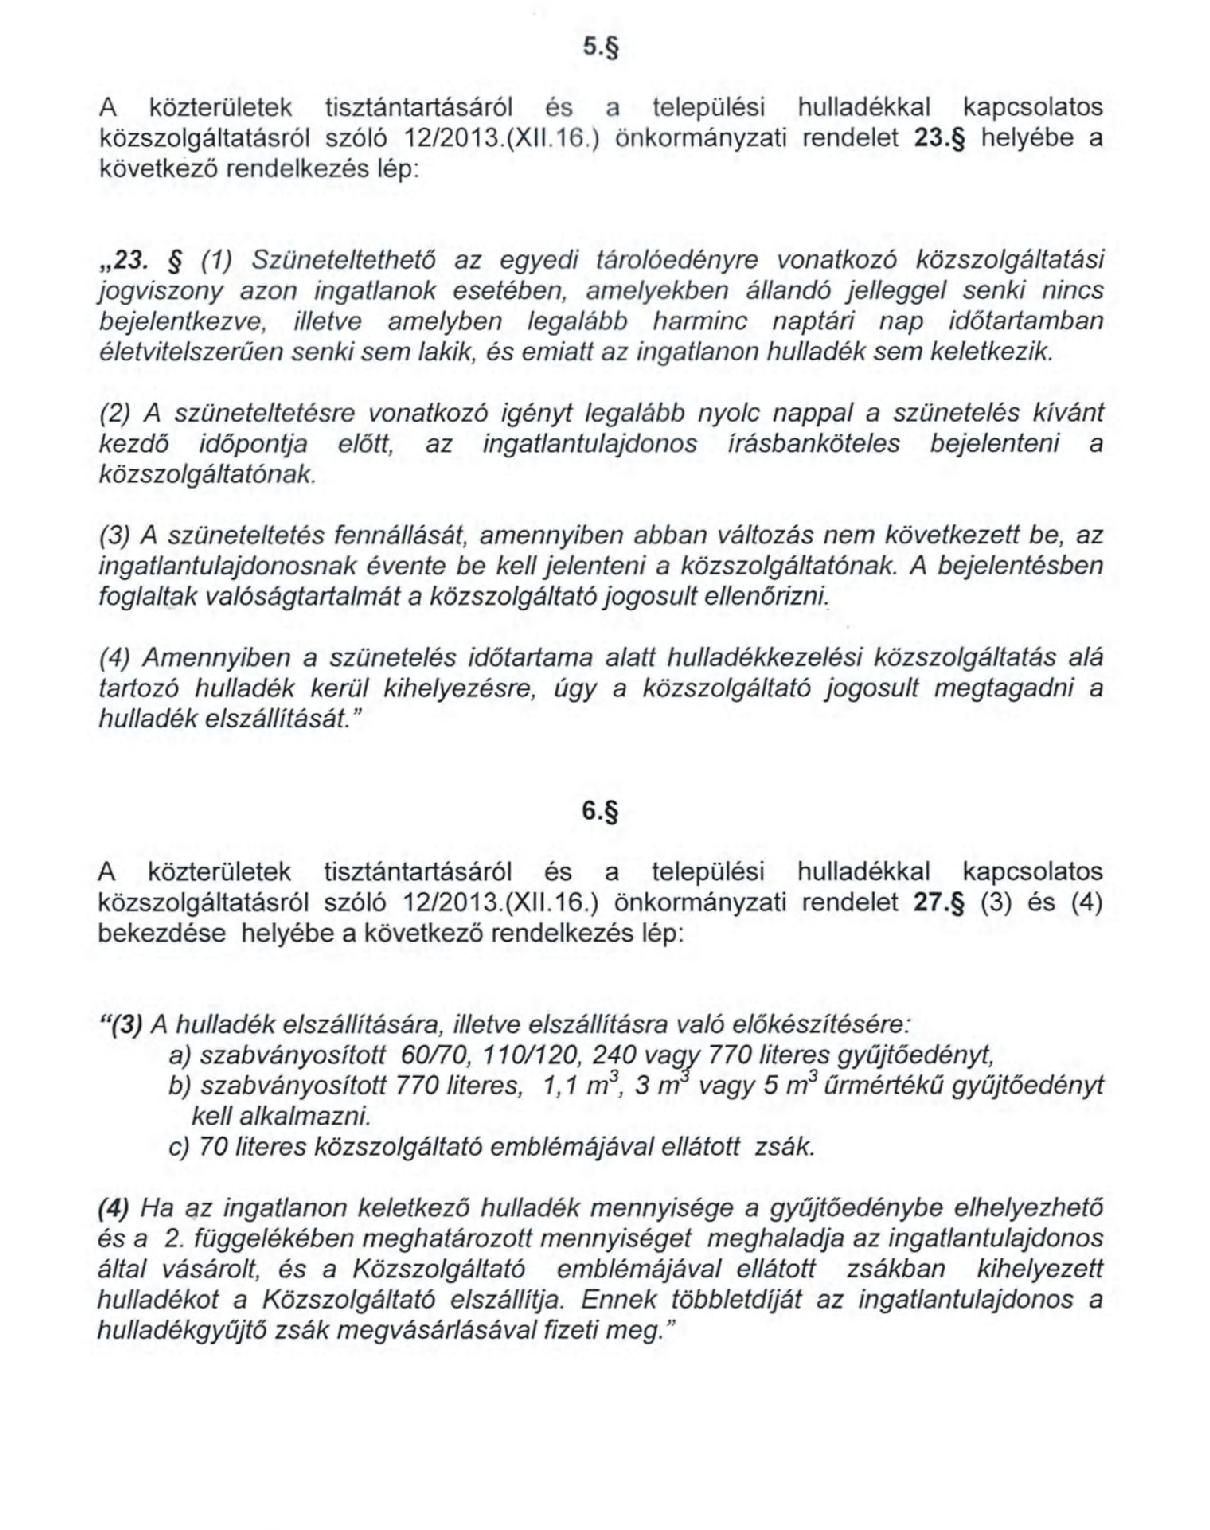 5.§
A közterületek tisztántartásáról és a települési hulladékkal kapcsolatos
közszolgáltatásról szóló 12/2013.(XII.16.) önkormányzati rendelet 23.§ helyébe a
következő rendelkezés lép:
„23. § (1) Szüneteltethető az egyedi tárolóedényre vonatkozó közszolgáltatási
jogviszony azon ingatlanok esetében, amelyekben állandó jelleggel senki nincs
bejelentkezve, illetve amelyben legalább harminc naptári nap időtartamban
életvitelszerűen senki sem lakik, és emiatt az ingatlanon hulladék sem keletkezik.
(2) A szüneteltetésre vonatkozó igényt legalább nyolc nappal a szünetelés kívánt
kezdő időpontja előtt, az ingatlantulajdonos írásbanköteles bejelenteni a
közszolgáltatónak.
(3) A szüneteltetés fennállását, amennyiben abban változás nem következett be, az
ingatlantulajdonosnak évente be kell jelenteni a közszolgáltatónak. A bejelentésben
foglaltak valóságtartalmát a közszolgáltató jogosult ellenőrizni.
(4) Amennyiben a szünetelés időtartama alatt hulladékkezelési közszolgáltatás alá
tartozó hulladék kerül kihelyezésre, úgy a közszolgáltató jogosult megtagadni a
hulladék elszállítását.”
6.§
A közterületek tisztántartásáról és a települési hulladékkal kapcsolatos
közszolgáltatásról szóló 12/2013.(XII.16.) önkormányzati rendelet 27.§ (3) és (4)
bekezdése helyébe a következő rendelkezés lép:
“(3) A hulladék elszállítására, illetve elszállításra való előkészítésére:
a) szabványosított 60/70, 110/120, 240 vagy 770 literes gyűjtőedényt,
b) szabványosított 770 literes, 1,1 m³, 3 m³ vagy 5 m³ űrmértékű gyűjtőedényt
kell alkalmazni.
c) 70 literes közszolgáltató emblémájával ellátott zsák.
(4) Ha az ingatlanon keletkező hulladék mennyisége a gyűjtőedénybe elhelyezhető
és a 2. függelékében meghatározott mennyiséget meghaladja az ingatlantulajdonos
által vásárolt, és a Közszolgáltató emblémájával ellátott zsákban kihelyezett
hulladékot a Közszolgáltató elszállítja. Ennek többletdíját az ingatlantulajdonos a
hulladékgyűjtő zsák megvásárlásával fizeti meg.”